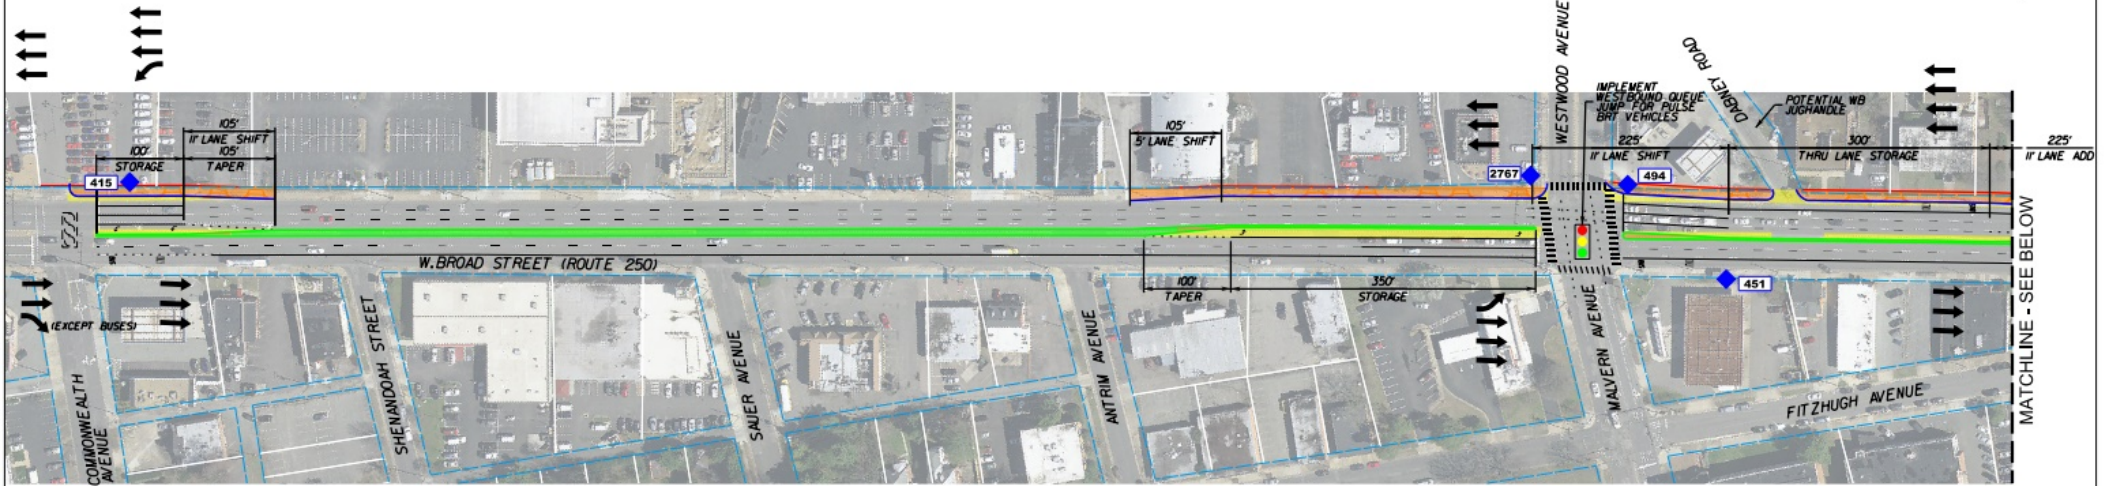 105'
11' LANE SHIFT
100'
105'
STORAGE
TAPER
415
105'
5' LANE SHIFT
WESTWOOD AVENUE
IMPLEMENT
WESTBOUND QUEUE
JUMP FOR PULSE
BRT VEHICLES
DABNEY ROAD
POTENTIAL WB
JUGHANDLE
225'
11' LANE SHIFT
300'
THRU LANE STORAGE
225'
11' LANE ADD
2767
494
W.BROAD STREET (ROUTE 250)
100'
TAPER
350'
STORAGE
451
(EXCEPT BUSES)
COMMONWEALTH
AVENUE
SHENANDOAH STREET
SAUER AVENUE
ANTRIM AVENUE
MALVERN AVENUE
FITZHUGH AVENUE
MATCHLINE - SEE BELOW